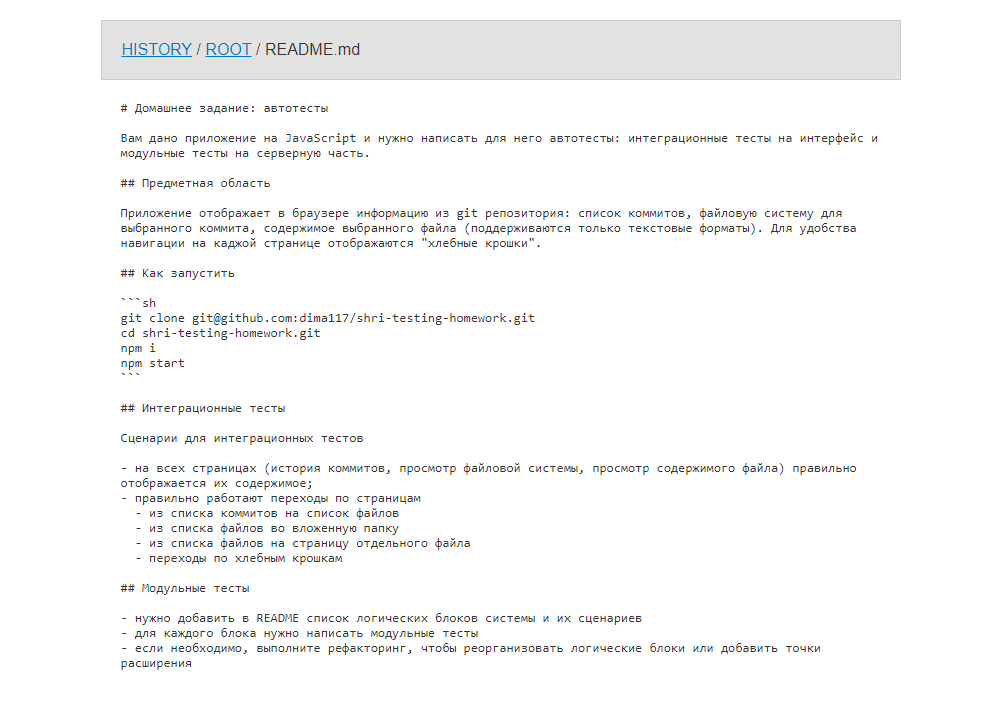 HISTORY / ROOT / README.md
# Домашнее задание: автотесты
Вам дано приложение на JavaScript и нужно написать для него автотесты: интеграционные тесты на интерфейс и
модульные тесты на серверную часть.
## Предметная область
Приложение отображает в браузере информацию из git репозитория: список коммитов, файловую систему для
выбранного коммита, содержимое выбранного файла (поддерживаются только текстовые форматы). Для удобства
навигации на каджой странице отображаются "хлебные крошки".
## Как запустить
```sh
git clone git@github.com:dima117/shri-testing-homework.git
cd shri-testing-homework.git
npm i
npm start
```
## Интеграционные тесты
Сценарии для интеграционных тестов
- на всех страницах (история коммитов, просмотр файловой системы, просмотр содержимого файла) правильно
отображается их содержимое;
- правильно работают переходы по страницам
  - из списка коммитов на список файлов
  - из списка файлов во вложенную папку
  - из списка файлов на страницу отдельного файла
  - переходы по хлебным крошкам
## Модульные тесты
- нужно добавить в README список логических блоков системы и их сценариев
- для каждого блока нужно написать модульные тесты
- если необходимо, выполните рефакторинг, чтобы реорганизовать логические блоки или добавить точки
расширения